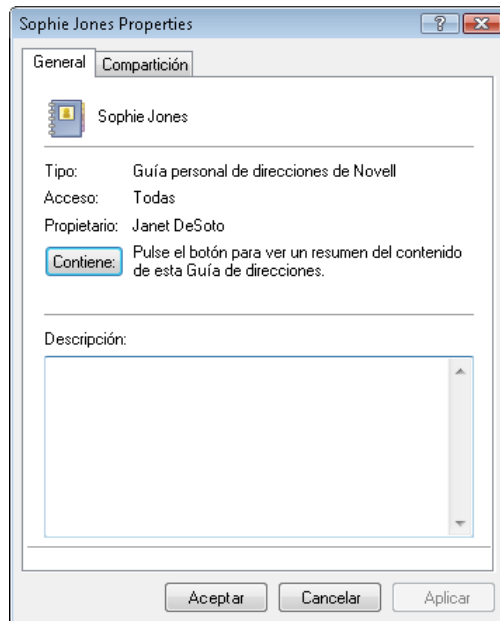 Sophie Jones Properties
General Compartición
Sophie Jones
Tipo: Guía personal de direcciones de Novell
Acceso: Todas
Propietario: Janet DeSoto
Contiene: Pulse el botón para ver un resumen del contenido
de esta Guía de direcciones.
Descripción:
Aceptar Cancelar Aplicar